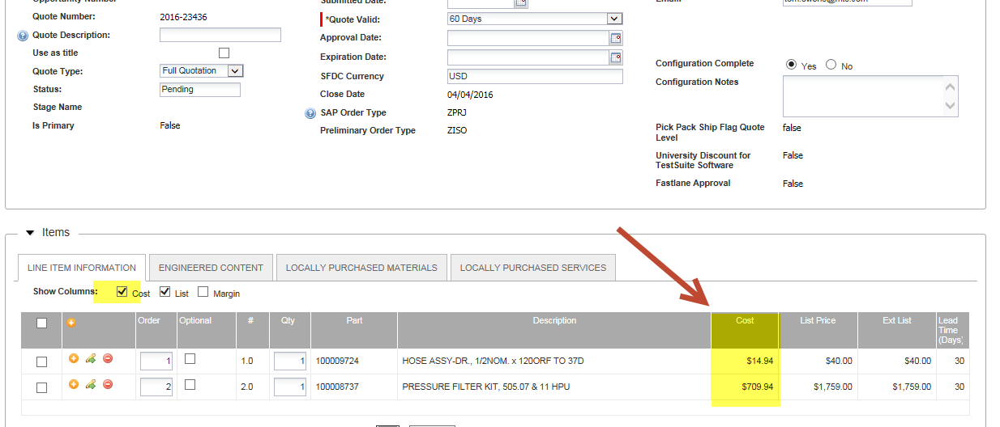 Quote Number: 2016-23436
Quote Description:
Use as title
Quote Type: Full Quotation
Status: Pending
Stage Name
Is Primary False
*Quote Valid: 60 Days
Approval Date:
Expiration Date:
SFDC Currency USD
Close Date 04/04/2016
SAP Order Type ZPRJ
Preliminary Order Type ZISO
Configuration Complete Yes No
Configuration Notes
Pick Pack Ship Flag Quote false
Level
University Discount for False
TestSuite Software
Fastlane Approval False
Items
LINE ITEM INFORMATION ENGINEERED CONTENT LOCALLY PURCHASED MATERIALS LOCALLY PURCHASED SERVICES
Show Columns: Cost List Margin
Order Optional # Qty Part Description Cost List Price Ext List Lead
Time
(Days)
1 1.0 1 100009724 HOSE ASSY-DR., 1/2NOM. x 120ORF TO 37D $14.94 $40.00 $40.00 30
2 2.0 1 100008737 PRESSURE FILTER KIT, 505.07 & 11 HPU $709.94 $1,759.00 $1,759.00 30